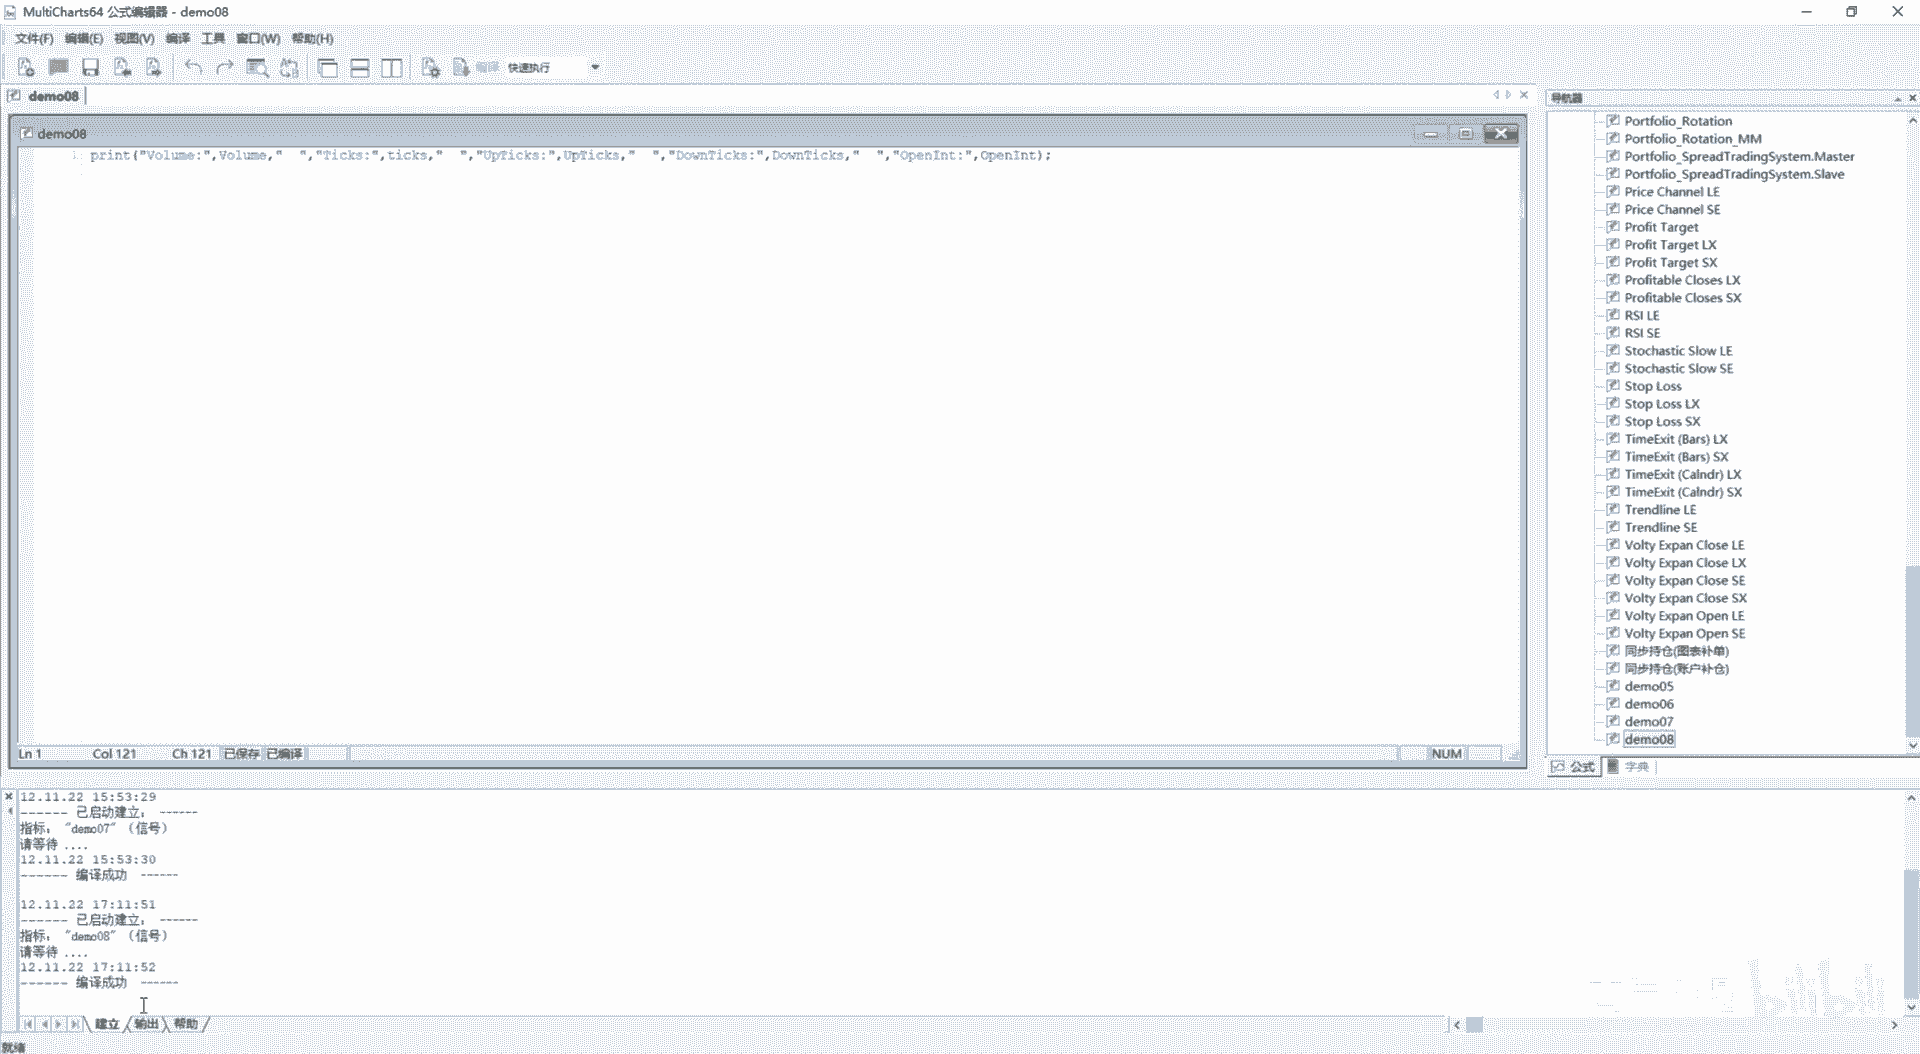 MultiCharts64 公式编辑器 - demo08
文件(F) 编辑(E) 视图(V) 编译 工具 窗口(W) 帮助(H)
编译 快速执行
demo08
demo08
1 print("Volume:",Volume,"  ","Ticks:",ticks,"  ","UpTicks:",UpTicks,"  ","DownTicks:",DownTicks,"  ","OpenInt:",OpenInt);
Ln 1 Col 121 Ch 121 已保存 已编译 NUM
导航器
Portfolio_Rotation
Portfolio_Rotation_MM
Portfolio_SpreadTradingSystem.Master
Portfolio_SpreadTradingSystem.Slave
Price Channel LE
Price Channel SE
Profit Target
Profit Target LX
Profit Target SX
Profitable Closes LX
Profitable Closes SX
RSI LE
RSI SE
Stochastic Slow LE
Stochastic Slow SE
Stop Loss
Stop Loss LX
Stop Loss SX
TimeExit (Bars) LX
TimeExit (Bars) SX
TimeExit (Calndr) LX
TimeExit (Calndr) SX
Trendline LE
Trendline SE
Volty Expan Close LE
Volty Expan Close LX
Volty Expan Close SE
Volty Expan Close SX
Volty Expan Open LE
Volty Expan Open SE
同步持仓(图表补单)
同步持仓(账户补仓)
demo05
demo06
demo07
demo08
公式 字典
12.11.22 15:53:29
------ 已启动建立: ------
指标: "demo07" (信号)
请等待 ....
12.11.22 15:53:30
------ 编译成功 ------
12.11.22 17:11:51
------ 已启动建立: ------
指标: "demo08" (信号)
请等待 ....
12.11.22 17:11:52
------ 编译成功 ------
建立 输出 帮助
就绪
bilibili